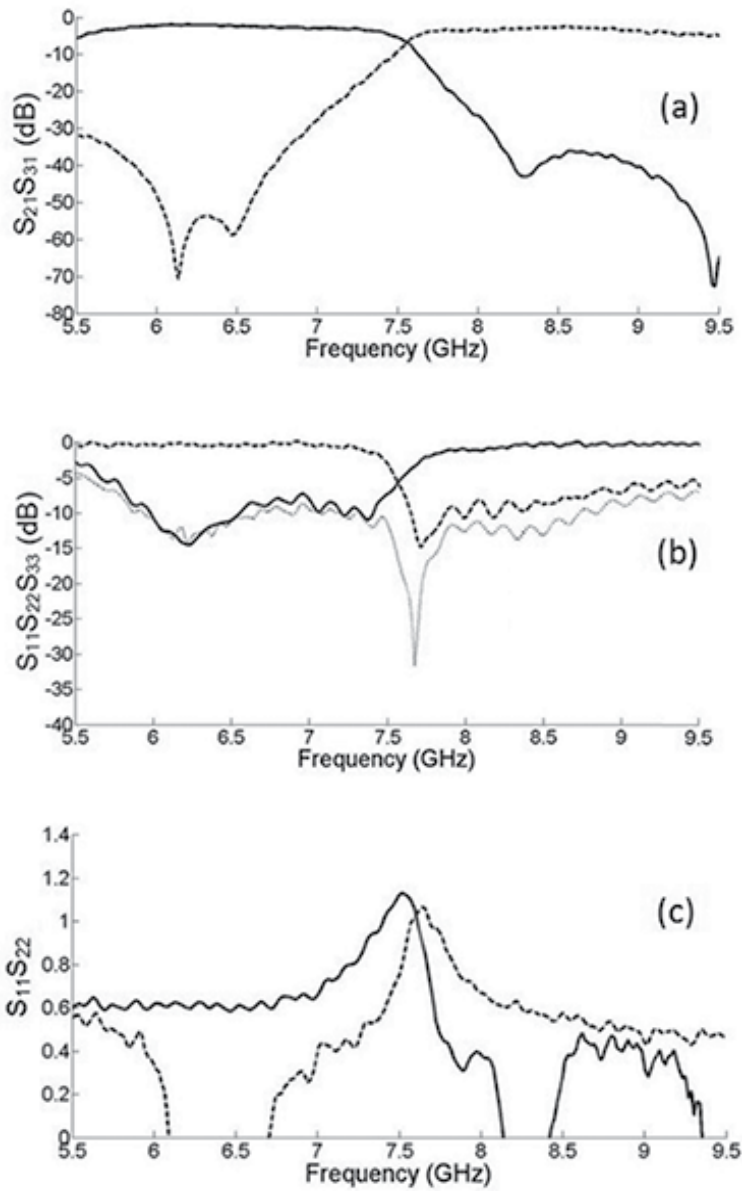 0
-10
-20
-30
-40
-50
-60
-70
-80
S21S31 (dB)
(a)
5.5 6 6.5 7 7.5 8 8.5 9 9.5
Frequency (GHz)
0
-5
-10
-15
-20
-25
-30
-35
-40
S11S22S33 (dB)
(b)
5.5 6 6.5 7 7.5 8 8.5 9 9.5
Frequency (GHz)
1.4
1.2
1
0.8
0.6
0.4
0.2
0
S11S22
(c)
5.5 6 6.5 7 7.5 8 8.5 9 9.5
Frequency (GHz)